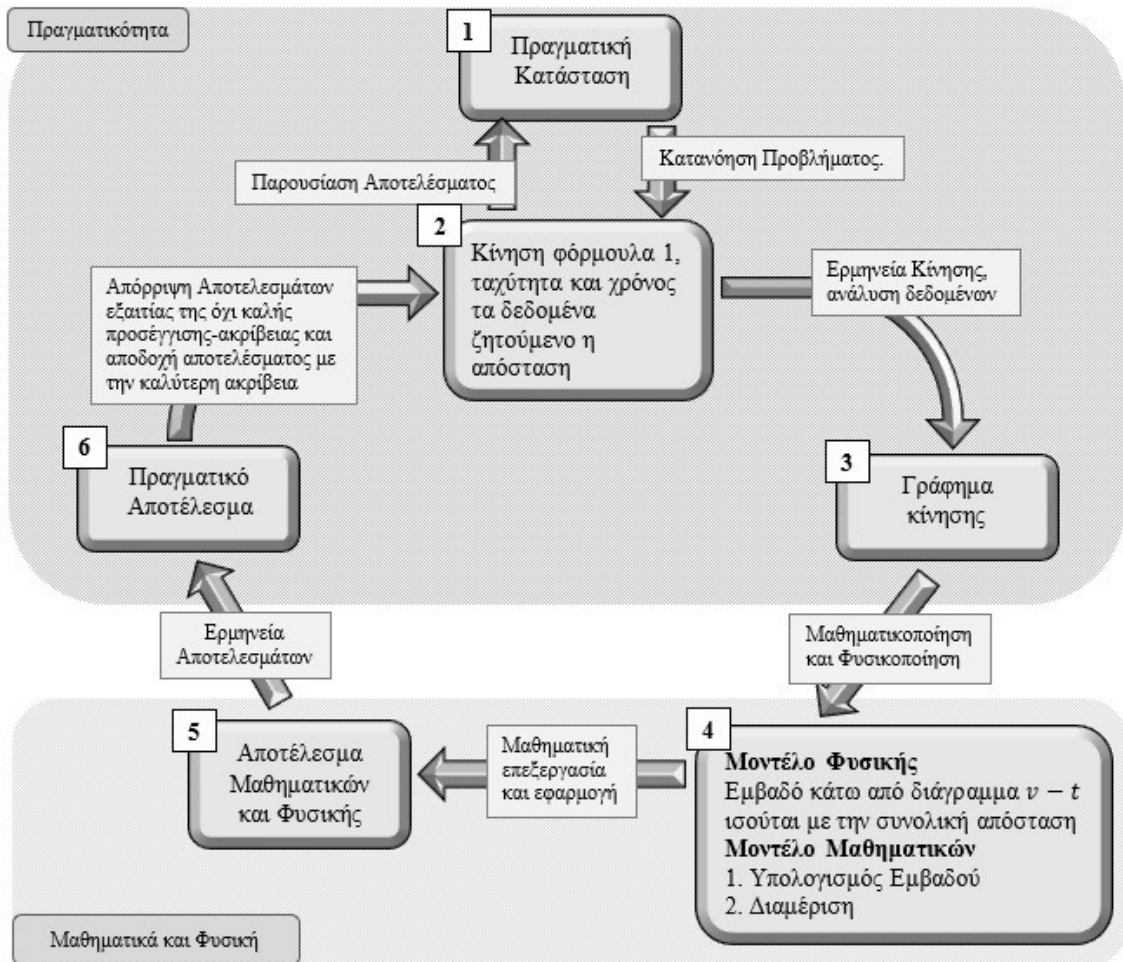 Πραγματικότητα
1
Πραγματική
Κατάσταση
Παρουσίαση Αποτελέσματος
Κατανόηση Προβλήματος.
2
Κίνηση φόρμουλα 1,
ταχύτητα και χρόνος
τα δεδομένα
ζητούμενο η
απόσταση
Ερμηνεία Κίνησης,
ανάλυση δεδομένων
Απόρριψη Αποτελεσμάτων
εξαιτίας της όχι καλής
προσέγγισης-ακρίβειας και
αποδοχή αποτελέσματος με
την καλύτερη ακρίβεια
6
Πραγματικό
Αποτέλεσμα
3
Γράφημα
κίνησης
Ερμηνεία
Αποτελεσμάτων
Μαθηματικοποίηση
και Φυσικοποίηση
5
Αποτέλεσμα
Μαθηματικών
και Φυσικής
Μαθηματική
επεξεργασία
και εφαρμογή
4
Μοντέλο Φυσικής
Εμβαδό κάτω από διάγραμμα v − t
ισούται με την συνολική απόσταση
Μοντέλο Μαθηματικών
1. Υπολογισμός Εμβαδού
2. Διαμέριση
Μαθηματικά και Φυσική